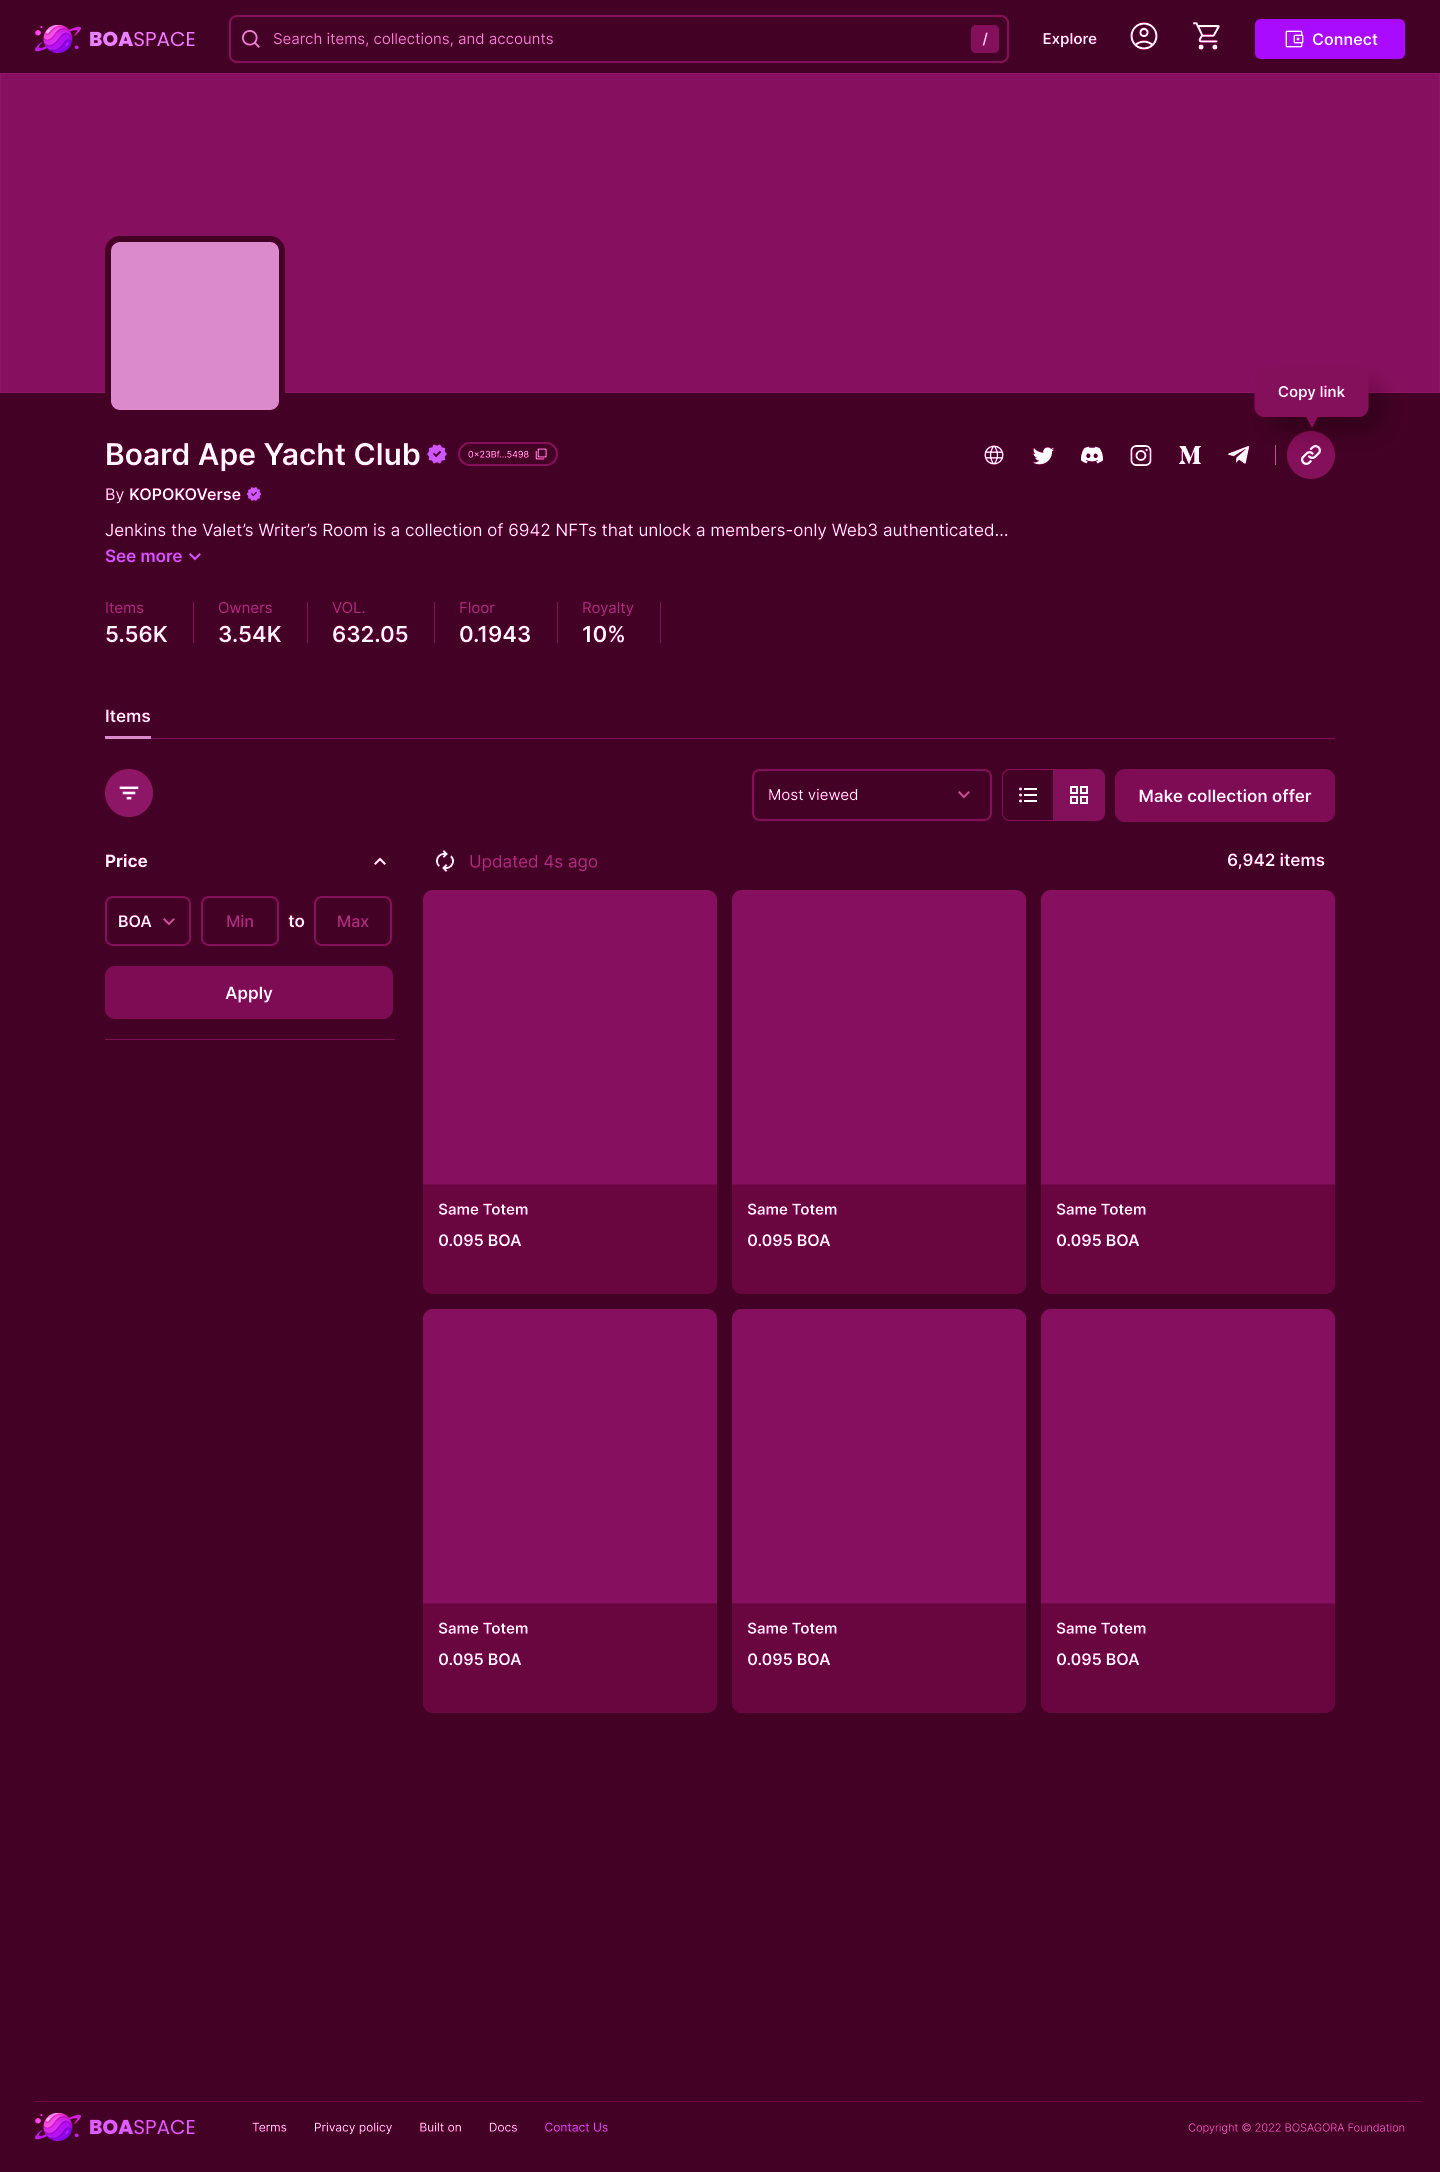 BOASPACE
Search items, collections, and accounts
/
Explore
Connect
Copy link
Board Ape Yacht Club
0x23Bf...5498
By KOPOKOVerse
Jenkins the Valet’s Writer’s Room is a collection of 6942 NFTs that unlock a members-only Web3 authenticated...
See more
Items Owners VOL. Floor Royalty
5.56K 3.54K 632.05 0.1943 10%
Items
Most viewed
Make collection offer
Price
Updated 4s ago
6,942 items
BOA Min to Max
Apply
Same Totem Same Totem Same Totem
0.095 BOA 0.095 BOA 0.095 BOA
Same Totem Same Totem Same Totem
0.095 BOA 0.095 BOA 0.095 BOA
BOASPACE
Terms Privacy policy Built on Docs Contact Us
Copyright © 2022 BOSAGORA Foundation